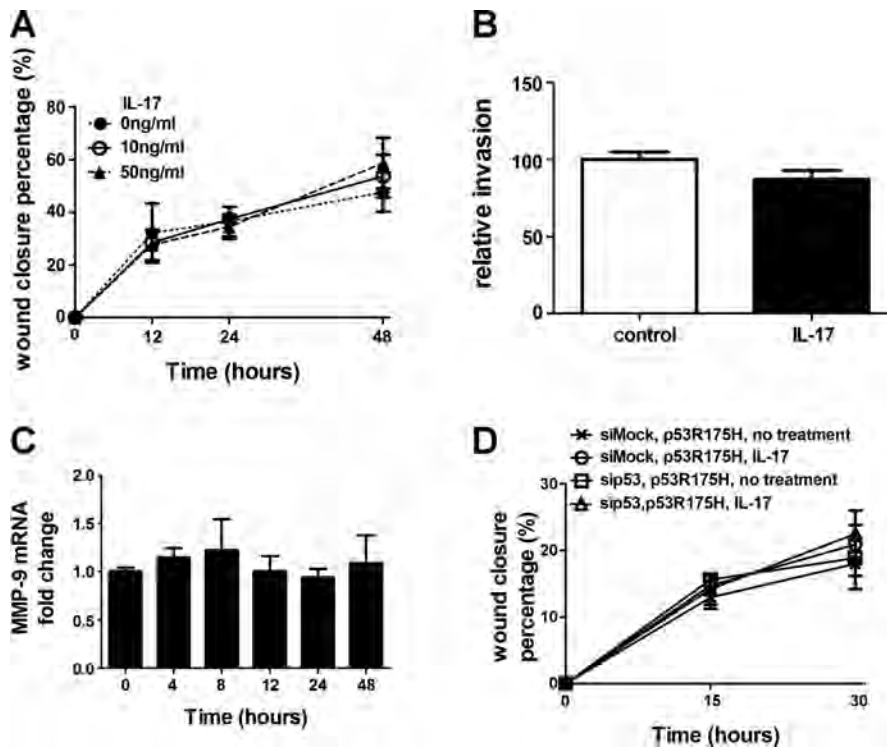 A
wound closure percentage (%)
IL-17
0ng/ml
10ng/ml
50ng/ml
80
60
40
20
0
0 12 24 48
Time (hours)
B
relative invasion
150
100
50
0
control IL-17
C
MMP-9 mRNA
fold change
2.0
1.5
1.0
0.5
0.0
0 4 8 12 24 48
Time (hours)
D
siMock, p53R175H, no treatment
siMock, p53R175H, IL-17
sip53, p53R175H, no treatment
sip53,p53R175H, IL-17
wound closure
percentage (%)
30
20
10
0
0 15 30
Time (hours)